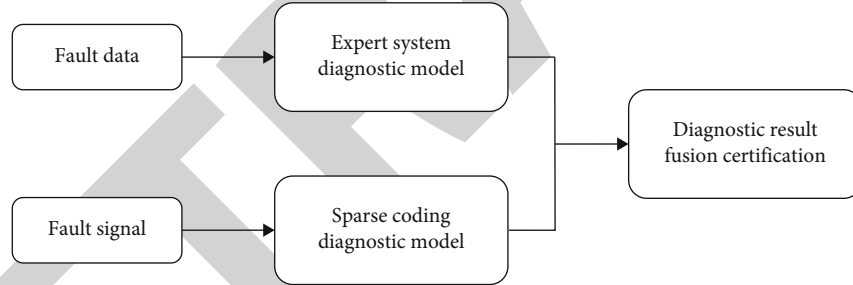 Fault data
Expert system
diagnostic model
Diagnostic result
fusion certification
Fault signal
Sparse coding
diagnostic model